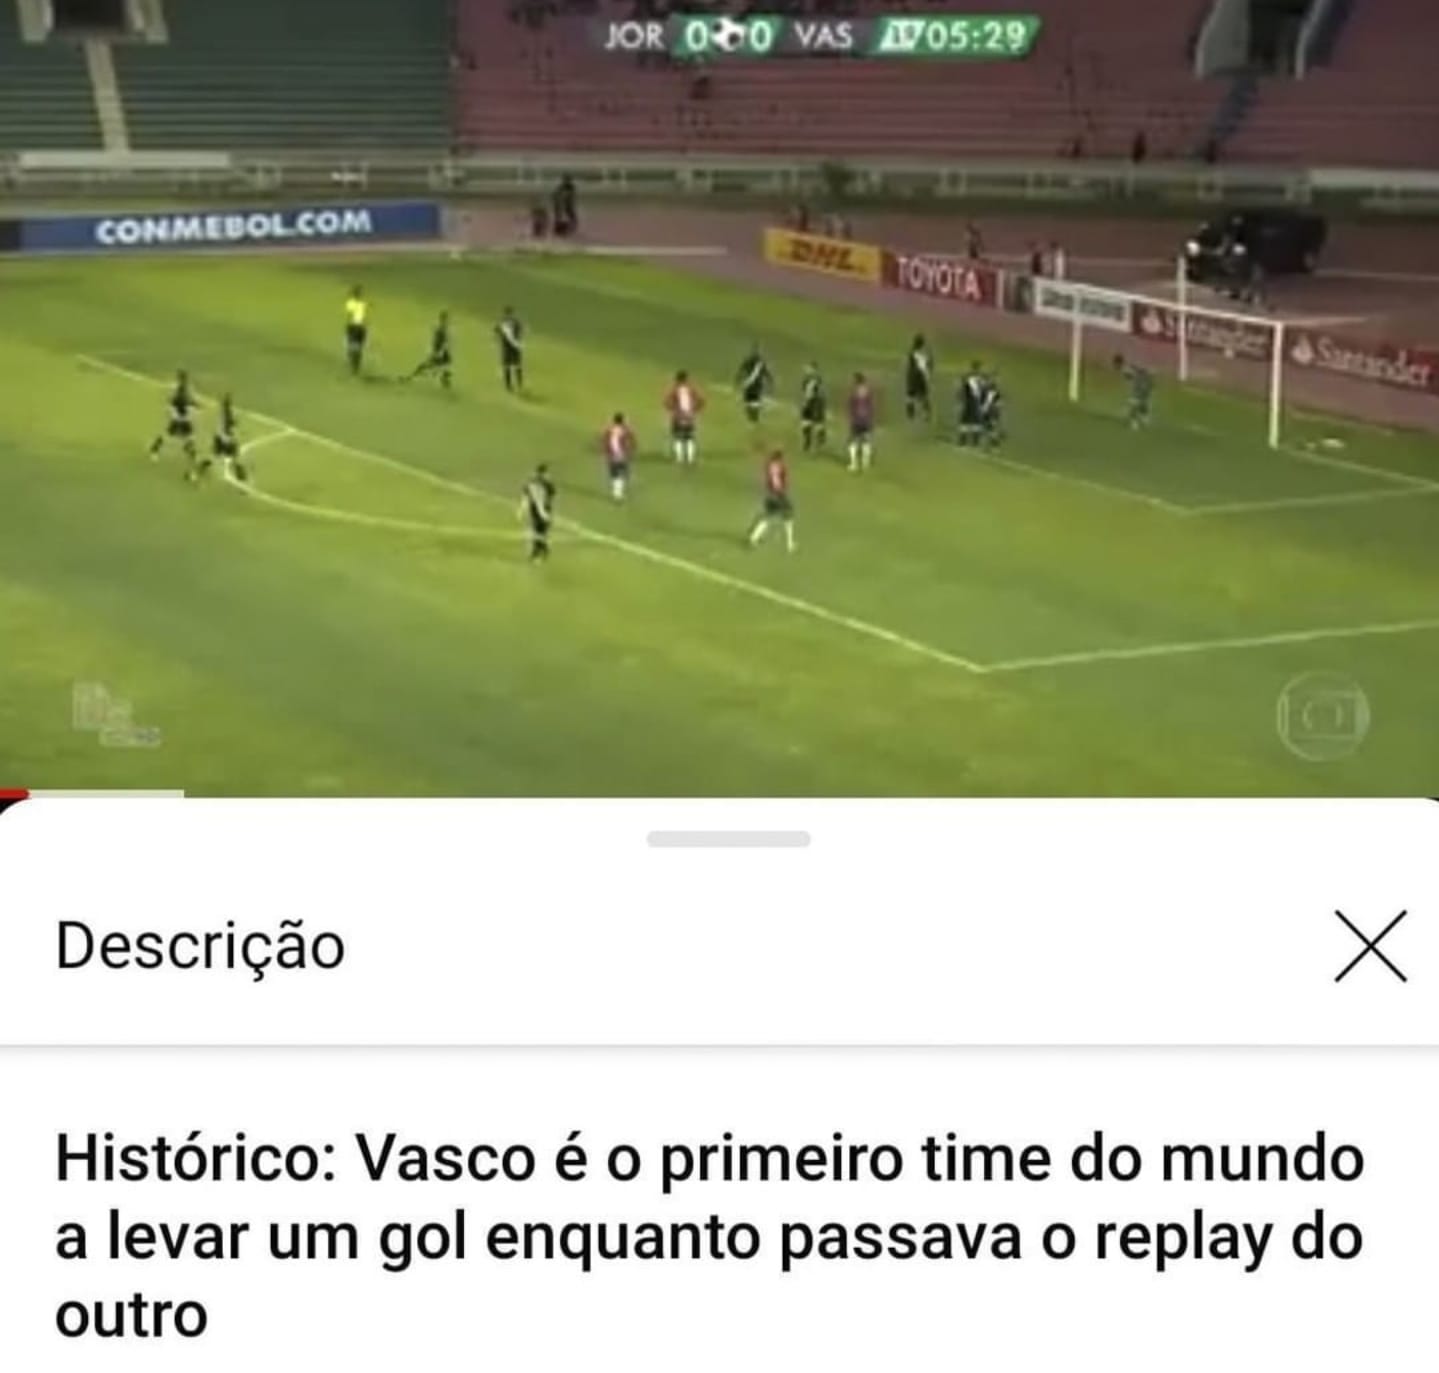 JOR 0 0 VAS 1T 05:29
CONMEBOL.COM
DHL
TOYOTA
Santander
Santander
Descrição
Histórico: Vasco é o primeiro time do mundo
a levar um gol enquanto passava o replay do
outro